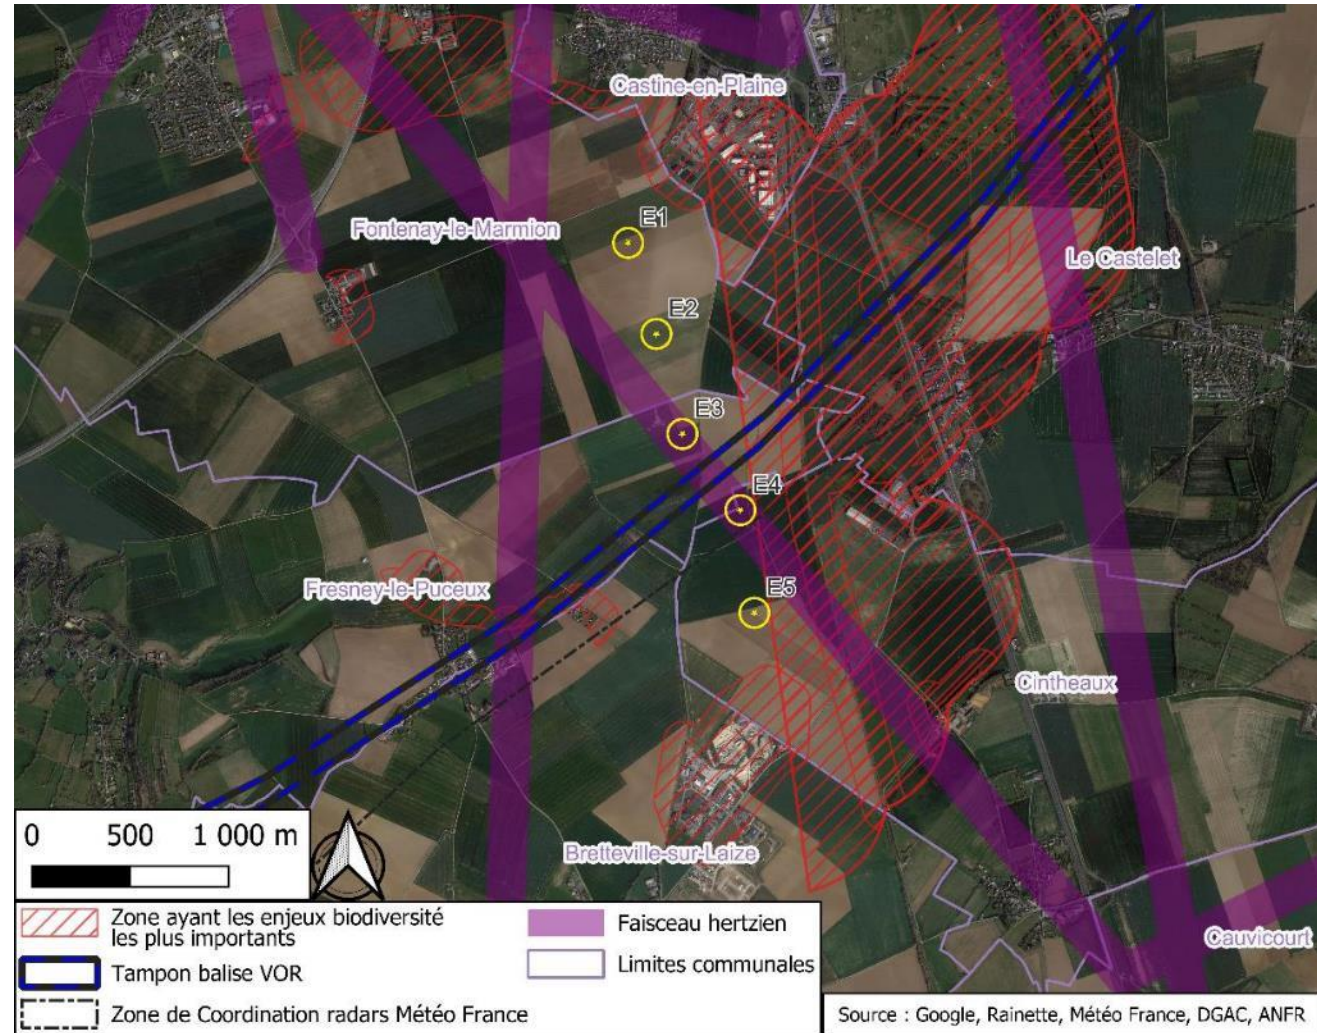 Castine-en-Plaine
E1
Fontenay-le-Marmion
Le Castelet
E2
E3
E4
Fresney-le-Puceux
E5
Cintheaux
0 500 1 000 m
Bretteville-sur-Laize
Cauvicourt
Zone ayant les enjeux biodiversité
les plus importants
Faisceau hertzien
Tampon balise VOR
Limites communales
Zone de Coordination radars Météo France
Source : Google, Rainette, Météo France, DGAC, ANFR